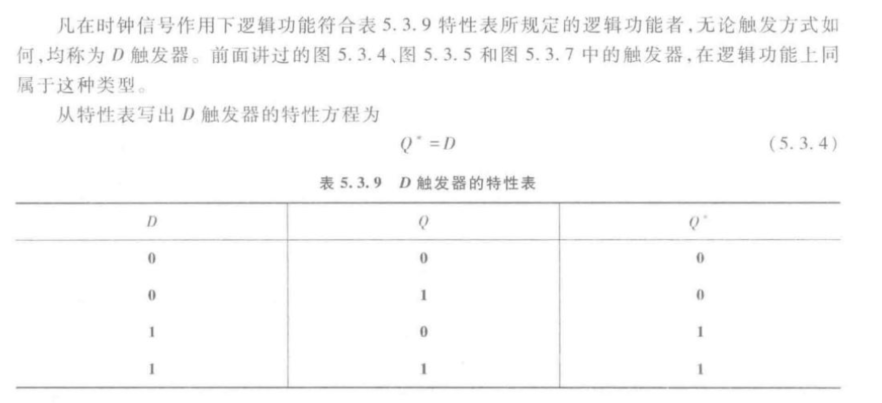 凡在时钟信号作用下逻辑功能符合表 5.3.9 特性表所规定的逻辑功能者,无论触发方式如
何,均称为 D 触发器。前面讲过的图 5.3.4、图 5.3.5 和图 5.3.7 中的触发器,在逻辑功能上同
属于这种类型。
从特性表写出 D 触发器的特性方程为
Q* = D (5.3.4)
表 5.3.9 D 触发器的特性表
D Q Q*
0 0 0
0 1 0
1 0 1
1 1 1